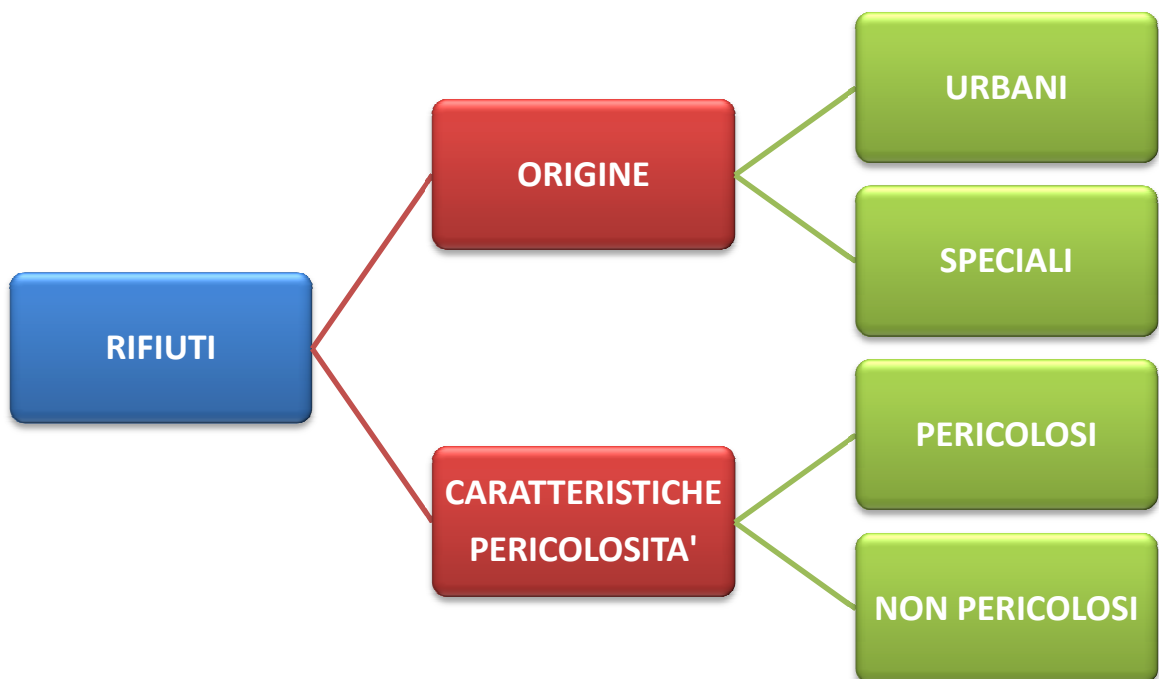 RIFIUTI
ORIGINE
URBANI
SPECIALI
CARATTERISTICHE
PERICOLOSITA'
PERICOLOSI
NON PERICOLOSI